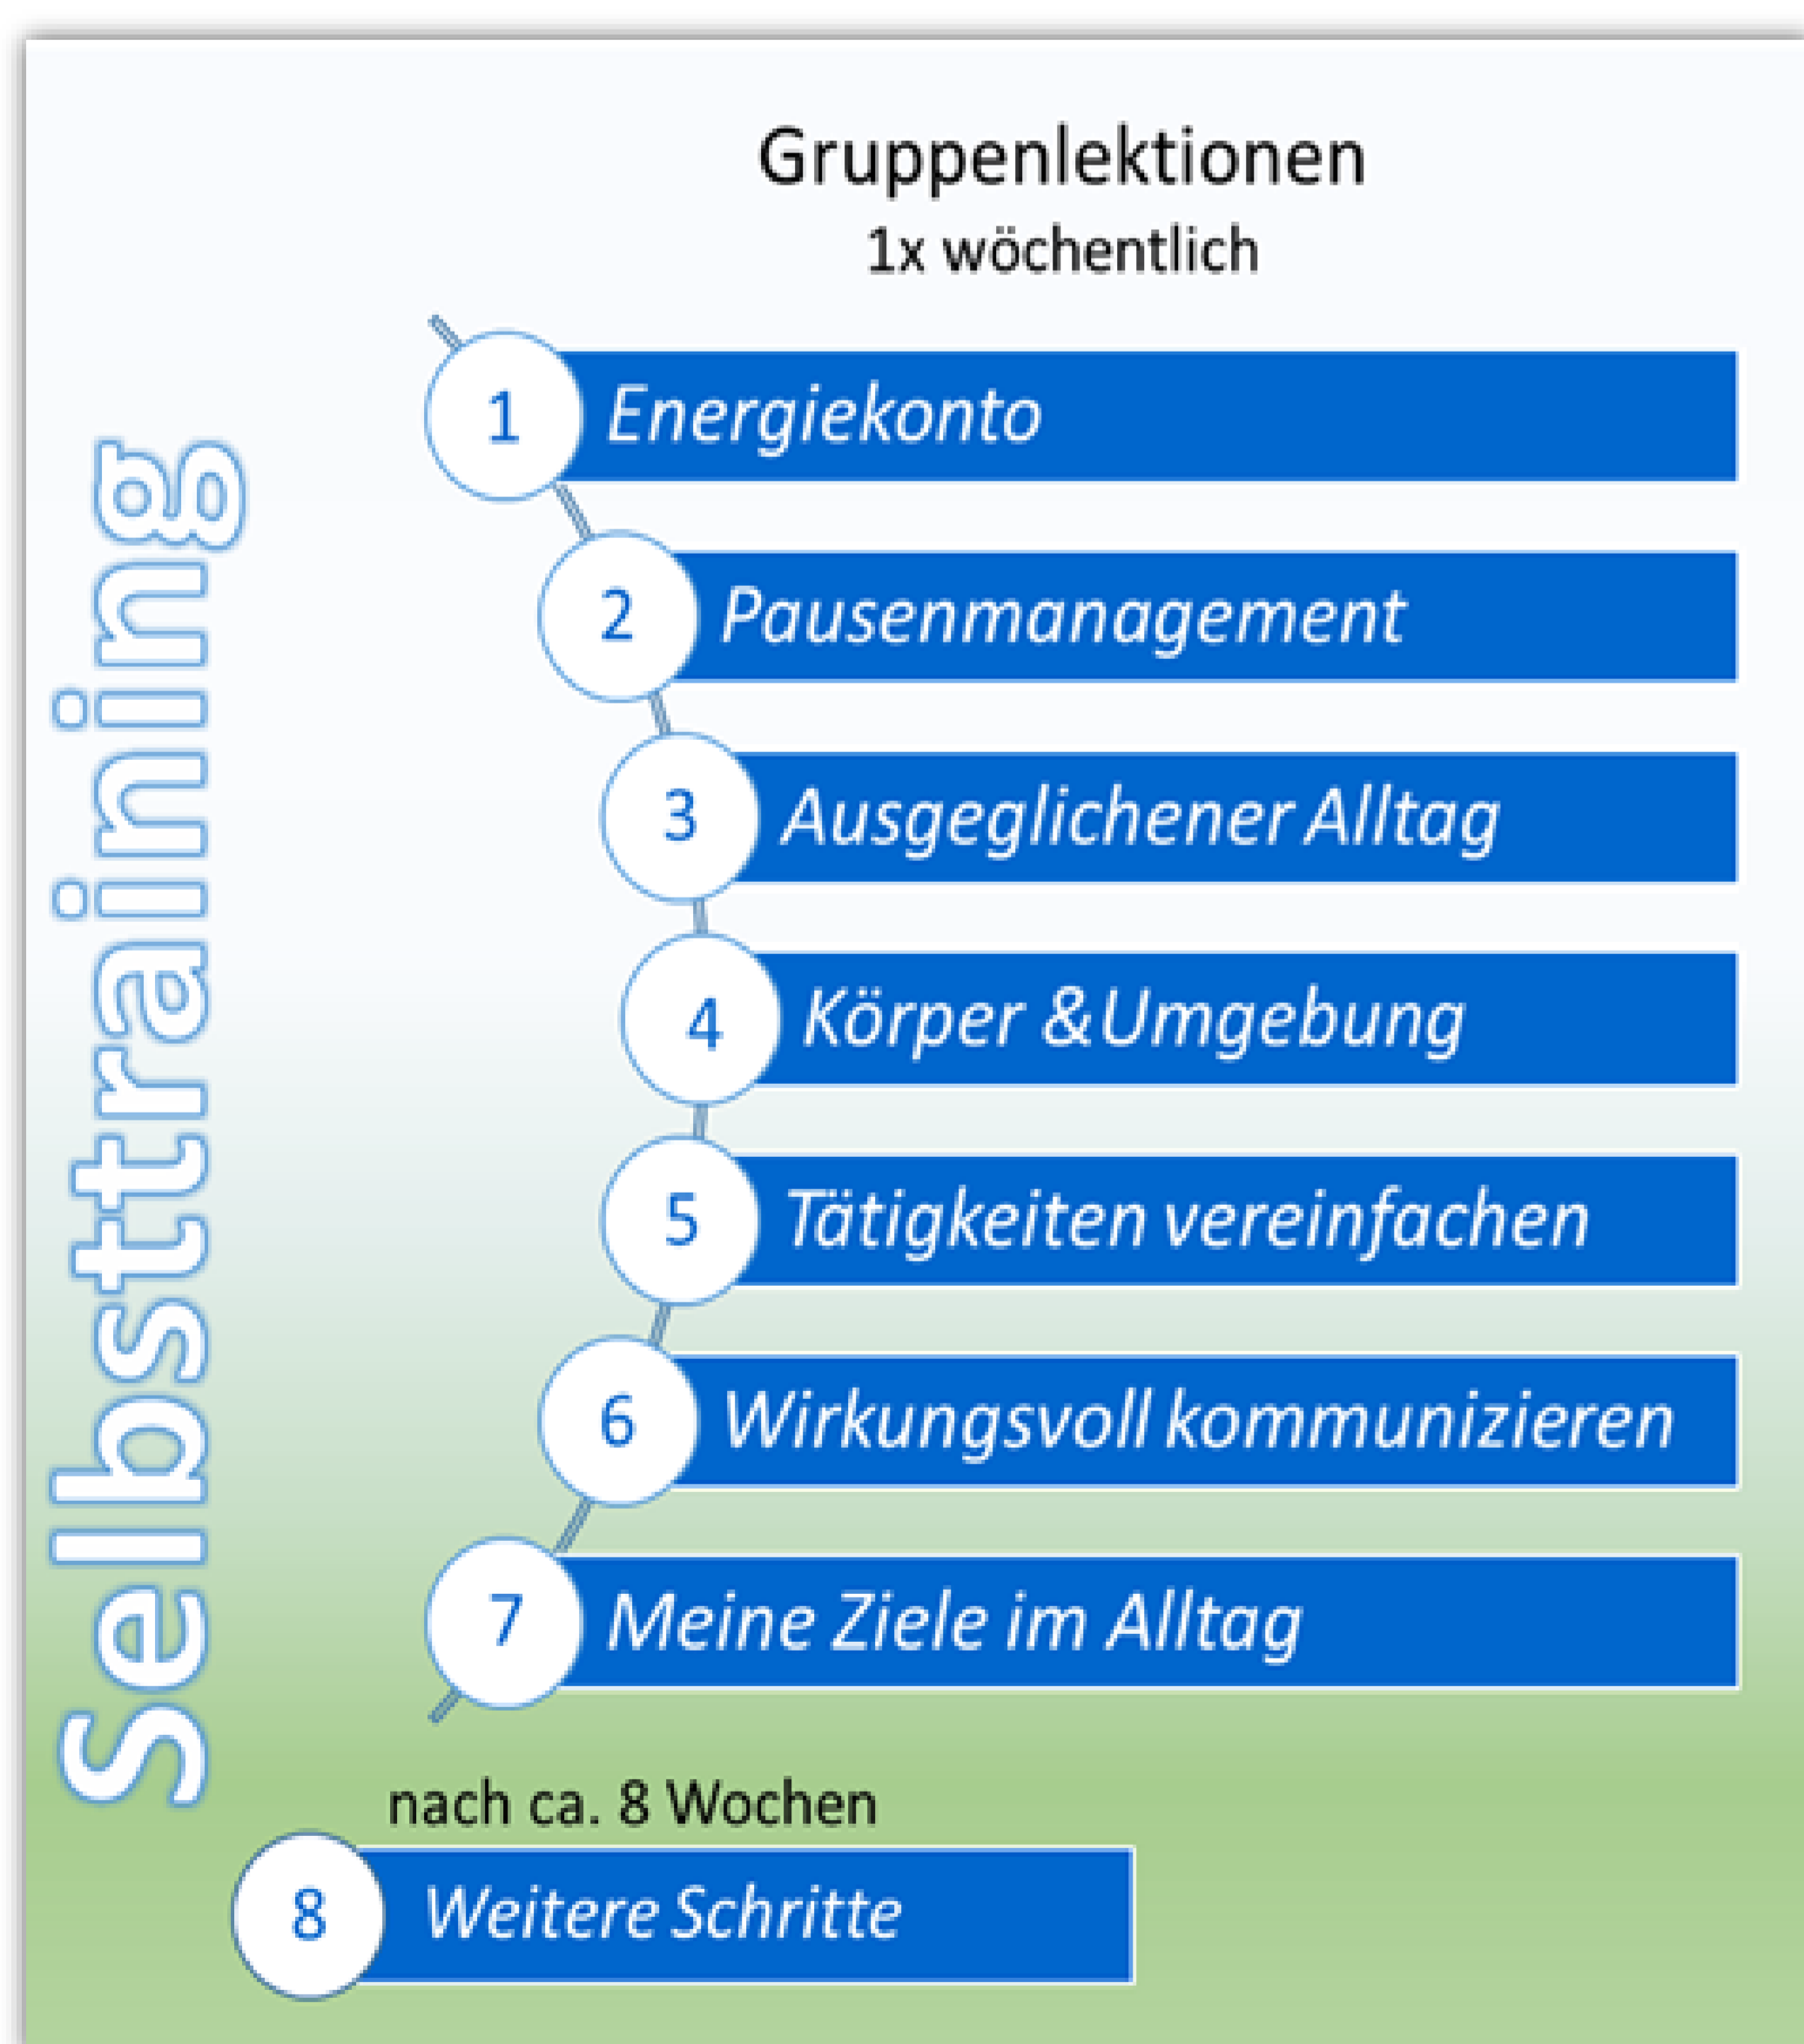 Gruppenlektionen
1x wöchentlich
Selbsttraining
1 Energiekonto
2 Pausenmanagement
3 Ausgeglichener Alltag
4 Körper &Umgebung
5 Tätigkeiten vereinfachen
6 Wirkungsvoll kommunizieren
7 Meine Ziele im Alltag
nach ca. 8 Wochen
8 Weitere Schritte